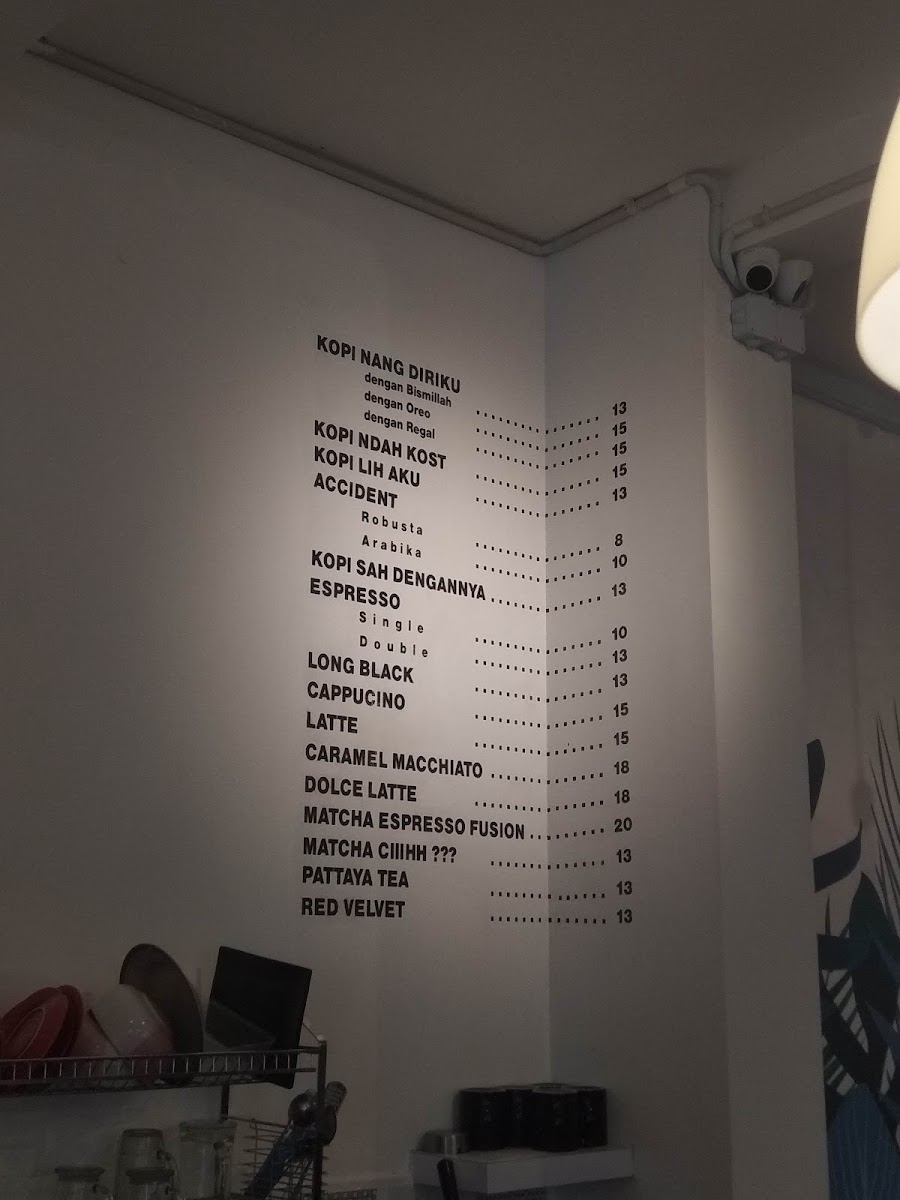 KOPI NANG DIRIKU
dengan Bismillah .............. 13
dengan Oreo .............. 15
dengan Regal .............. 15
KOPI NDAH KOST .............. 15
KOPI LIH AKU .............. 13
ACCIDENT
Robusta .............. 8
Arabika .............. 10
KOPI SAH DENGANNYA ............ 13
ESPRESSO
Single .............. 10
Double .............. 13
LONG BLACK .............. 13
CAPPUCINO .............. 15
LATTE .............. 15
CARAMEL MACCHIATO ............ 18
DOLCE LATTE .............. 18
MATCHA ESPRESSO FUSION ......... 20
MATCHA CIIIHH ??? ............ 13
PATTAYA TEA ............ 13
RED VELVET ............ 13